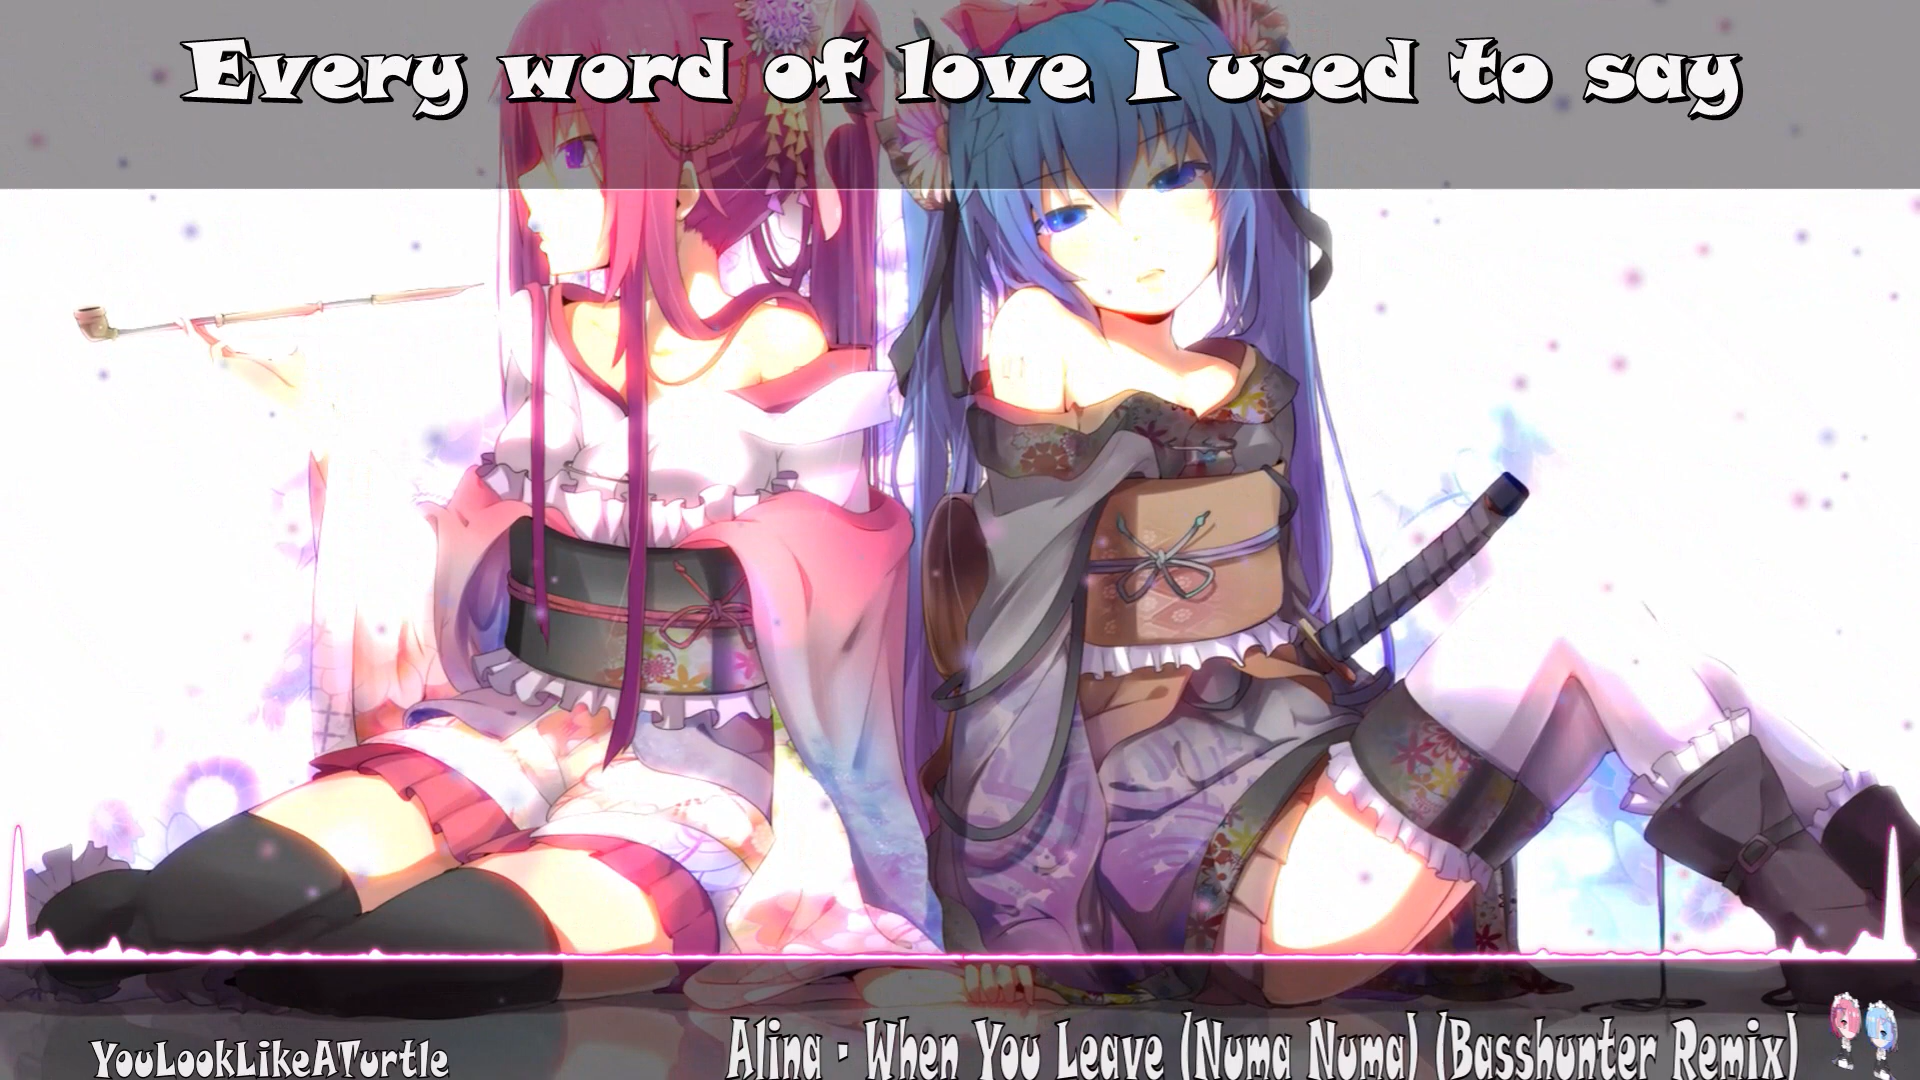 Every word of love I used to say
YouLookLikeATurtle
Alina - When You Leave (Numa Numa) (Basshunter Remix)